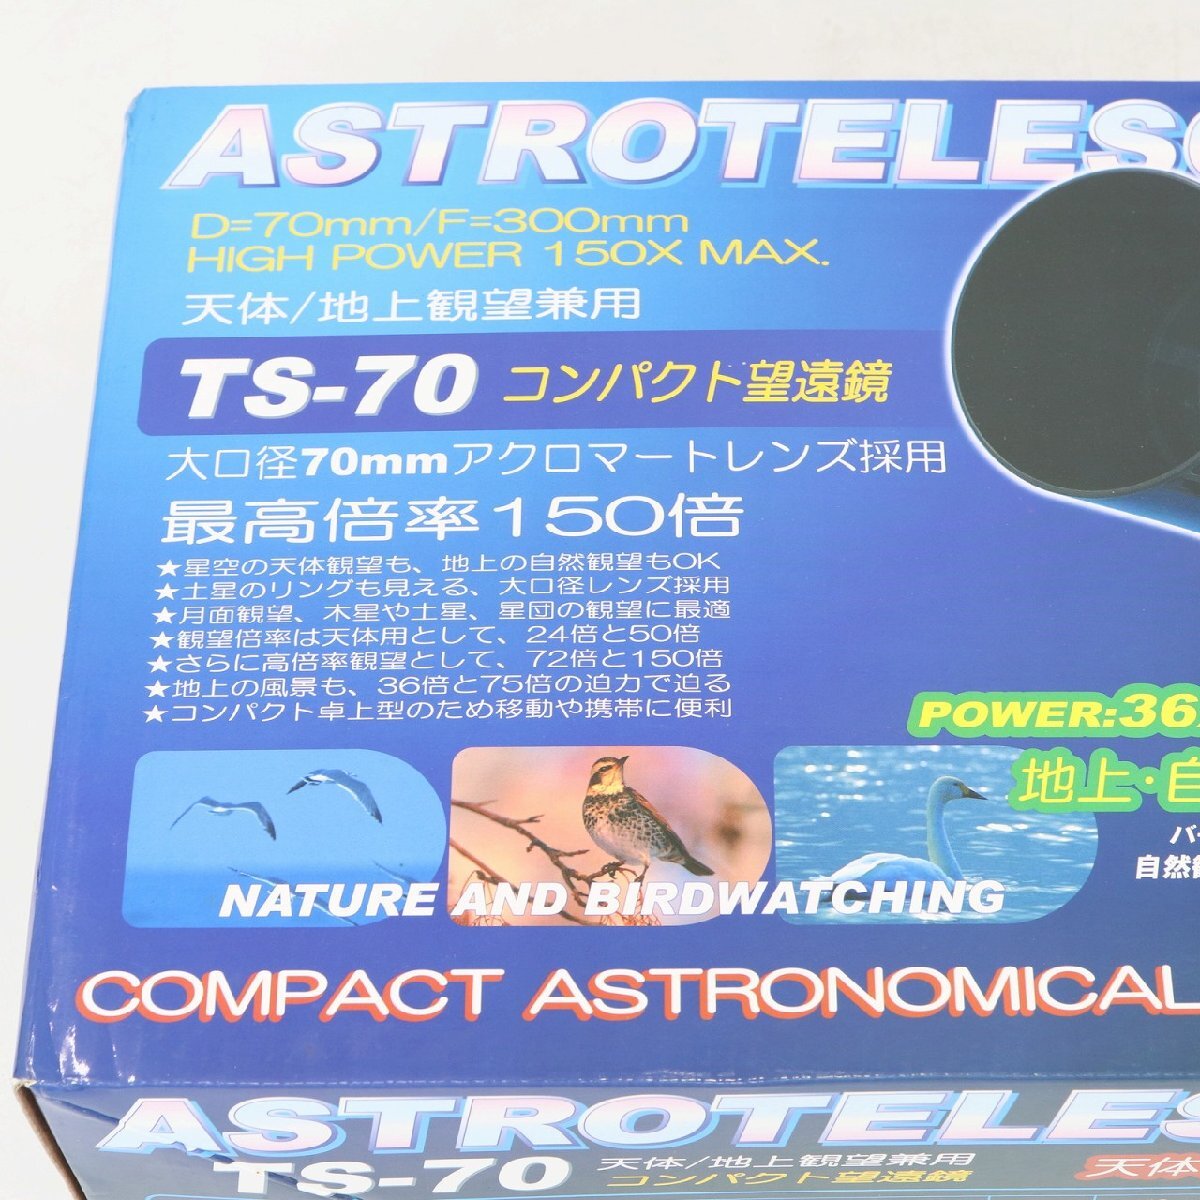 ASTROTELESC
D=70mm/F=300mm
HIGH POWER 150X MAX.
天体/地上観望兼用
TS-70 コンパクト望遠鏡
大口径70mmアクロマートレンズ採用
最高倍率150倍
★星空の天体観望も、地上の自然観望もOK
★土星のリングも見える、大口径レンズ採用
★月面観望、木星や土星、星団の観望に最適
★観望倍率は天体用として、24倍と50倍
★さらに高倍率観望として、72倍と150倍
★地上の風景も、36倍と75倍の迫力で迫る
★コンパクト卓上型のため移動や携帯に便利
POWER:36
地上・自
バ
自然観
NATURE AND BIRDWATCHING
COMPACT ASTRONOMICAL
ASTROTELES
TS-70 天体/地上観望兼用
コンパクト望遠鏡
天体